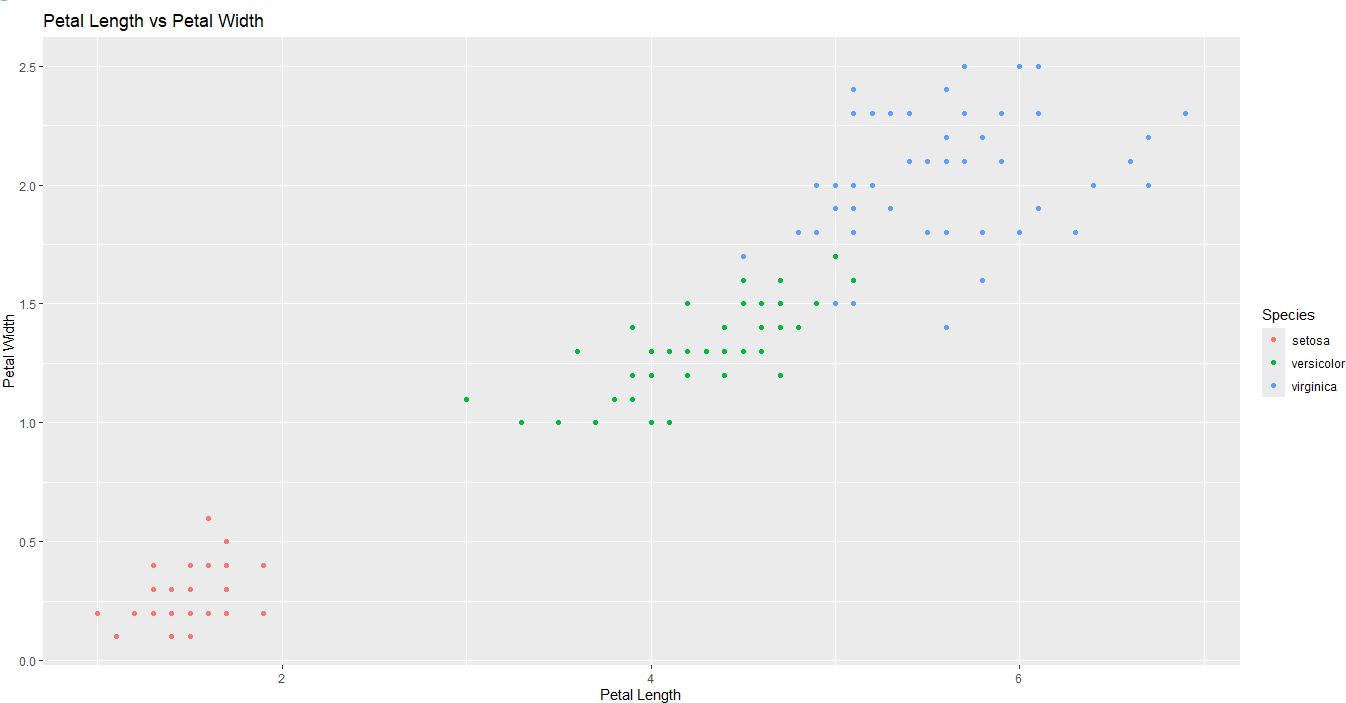 Petal Length vs Petal Width
2.5
2.0
1.5
1.0
0.5
0.0
Petal Width
2
4
6
Petal Length
Species
setosa
versicolor
virginica